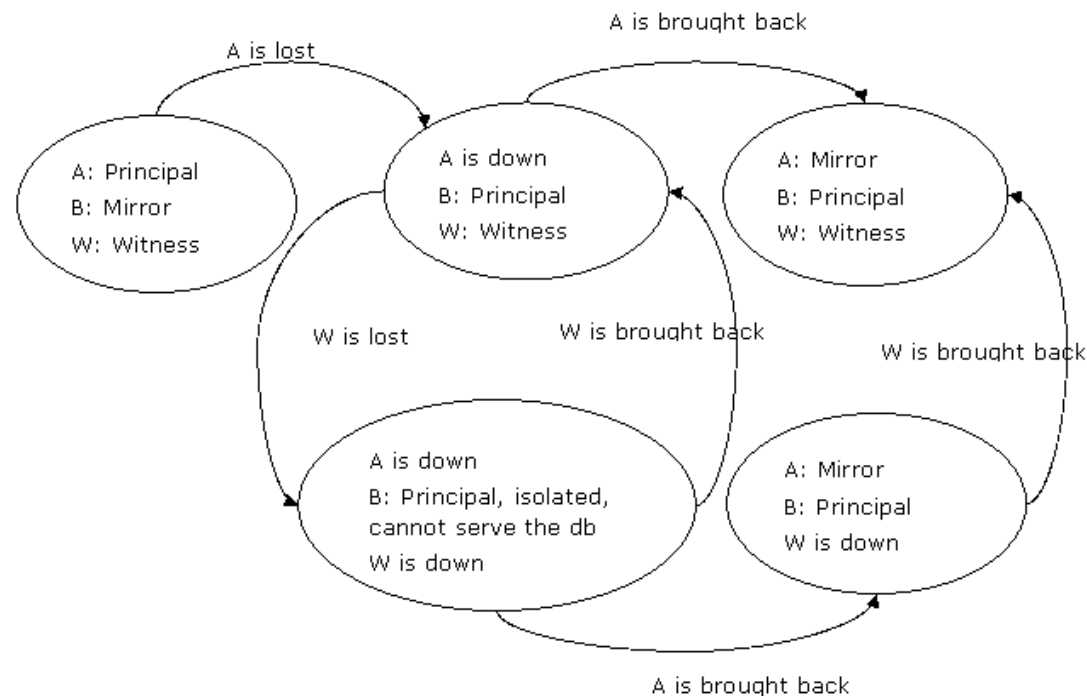 A is brought back
A is lost
A: Principal
B: Mirror
W: Witness
A is down
B: Principal
W: Witness
A: Mirror
B: Principal
W: Witness
W is lost
W is brought back
W is brought back
A is down
B: Principal, isolated,
cannot serve the db
W is down
A: Mirror
B: Principal
W is down
A is brought back